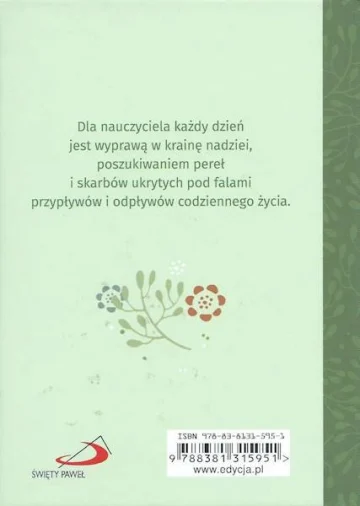 Dla nauczyciela każdy dzień
jest wyprawą w krainę nadziei,
poszukiwaniem pereł
i skarbów ukrytych pod falami
przypływów i odpływów codziennego życia.
ISBN 978-83-8131-595-1
9 788381 315951 >
www.edycja.pl
ŚWIĘTY PAWEŁ